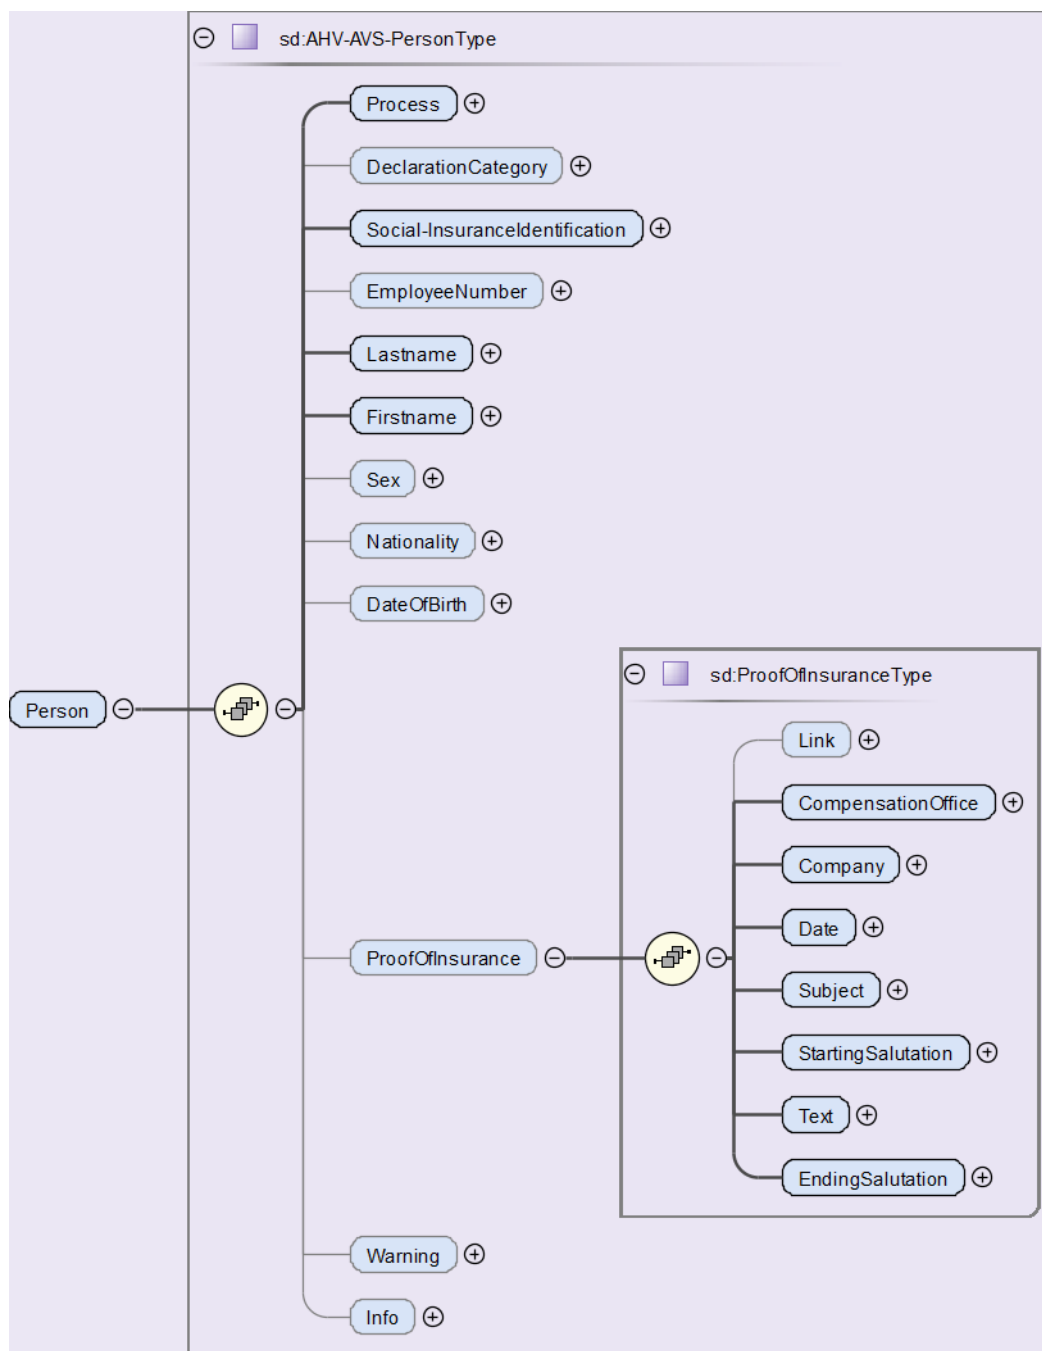 sd:AHV-AVS-PersonType
Process
DeclarationCategory
Social-InsuranceIdentification
EmployeeNumber
Lastname
Firstname
Sex
Nationality
DateOfBirth
Person
sd:ProofOfInsuranceType
Link
CompensationOffice
Company
Date
ProofOfInsurance
Subject
StartingSalutation
Text
EndingSalutation
Warning
Info